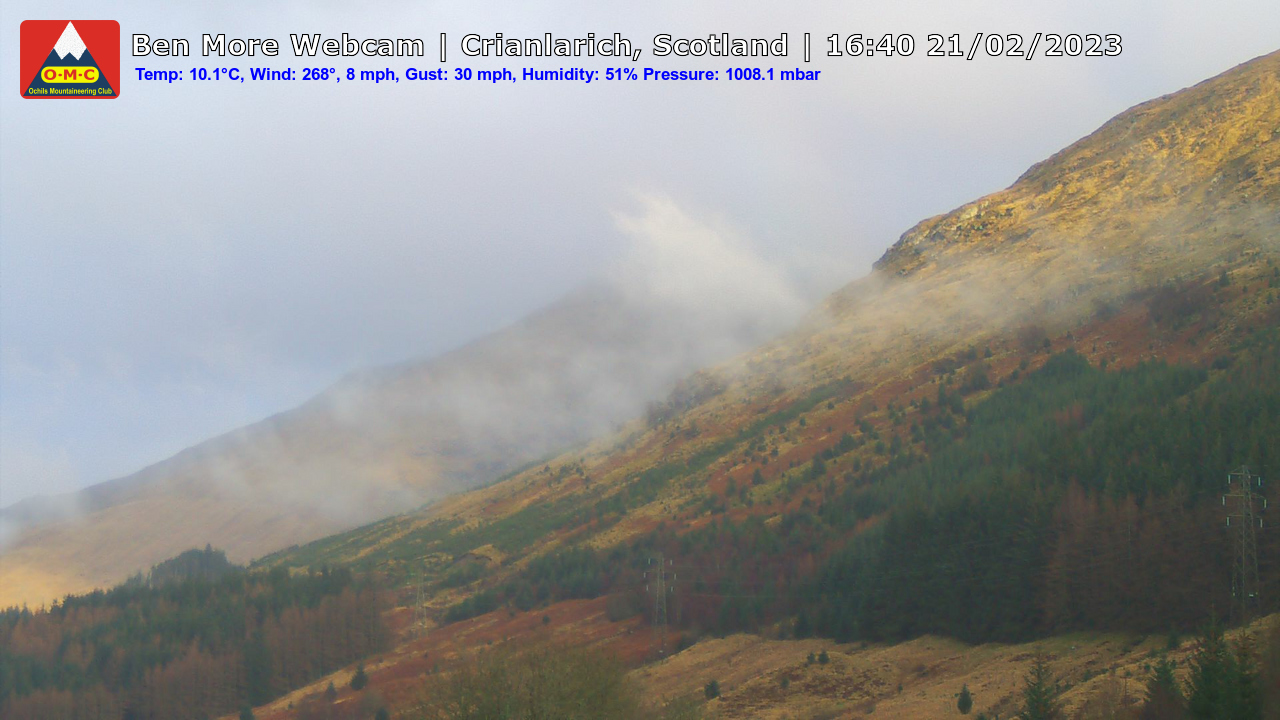 Ben More Webcam | Crianlarich, Scotland | 16:40 21/02/2023
Temp: 10.1°C, Wind: 268°, 8 mph, Gust: 30 mph, Humidity: 51% Pressure: 1008.1 mbar
O-M-C
Ochils Mountaineering Club